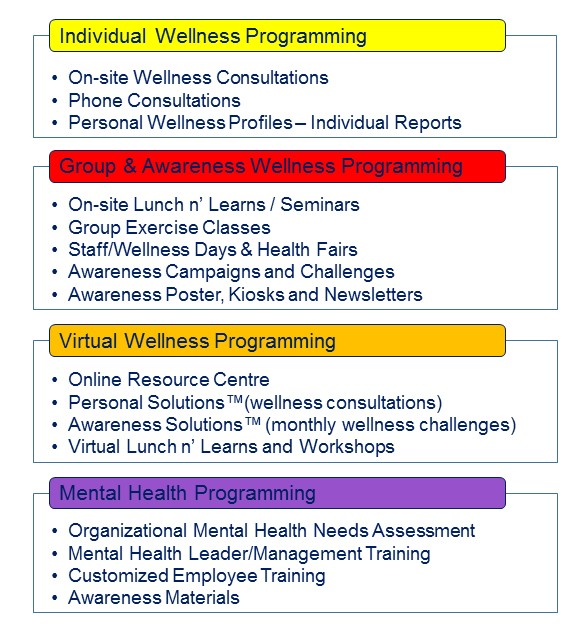 Individual Wellness Programming
• On-site Wellness Consultations
• Phone Consultations
• Personal Wellness Profiles – Individual Reports
Group & Awareness Wellness Programming
• On-site Lunch n’ Learns / Seminars
• Group Exercise Classes
• Staff/Wellness Days & Health Fairs
• Awareness Campaigns and Challenges
• Awareness Poster, Kiosks and Newsletters
Virtual Wellness Programming
• Online Resource Centre
• Personal Solutions™(wellness consultations)
• Awareness Solutions™ (monthly wellness challenges)
• Virtual Lunch n’ Learns and Workshops
Mental Health Programming
• Organizational Mental Health Needs Assessment
• Mental Health Leader/Management Training
• Customized Employee Training
• Awareness Materials